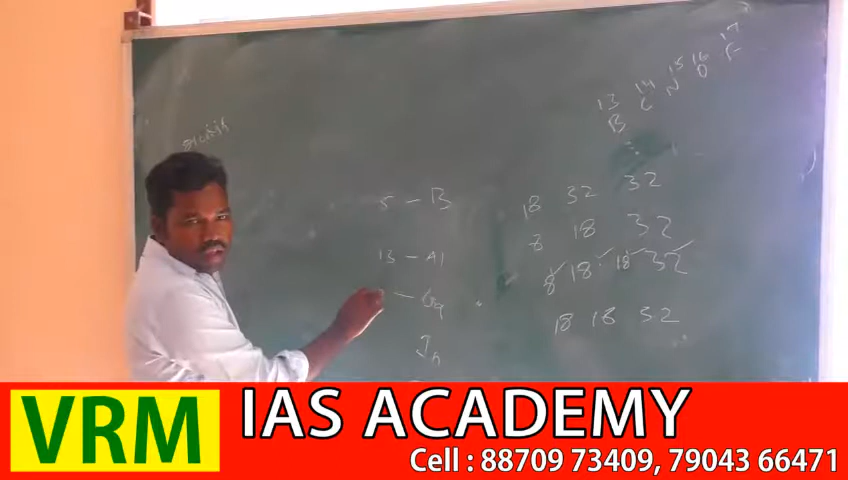 13 14 15 16 17
B C N O F
5 - B
13 - Al
- Ga
In
18 32 32
8 18 32
8 18 18 32
18 18 32
VRM
IAS ACADEMY
Cell : 88709 73409, 79043 66471